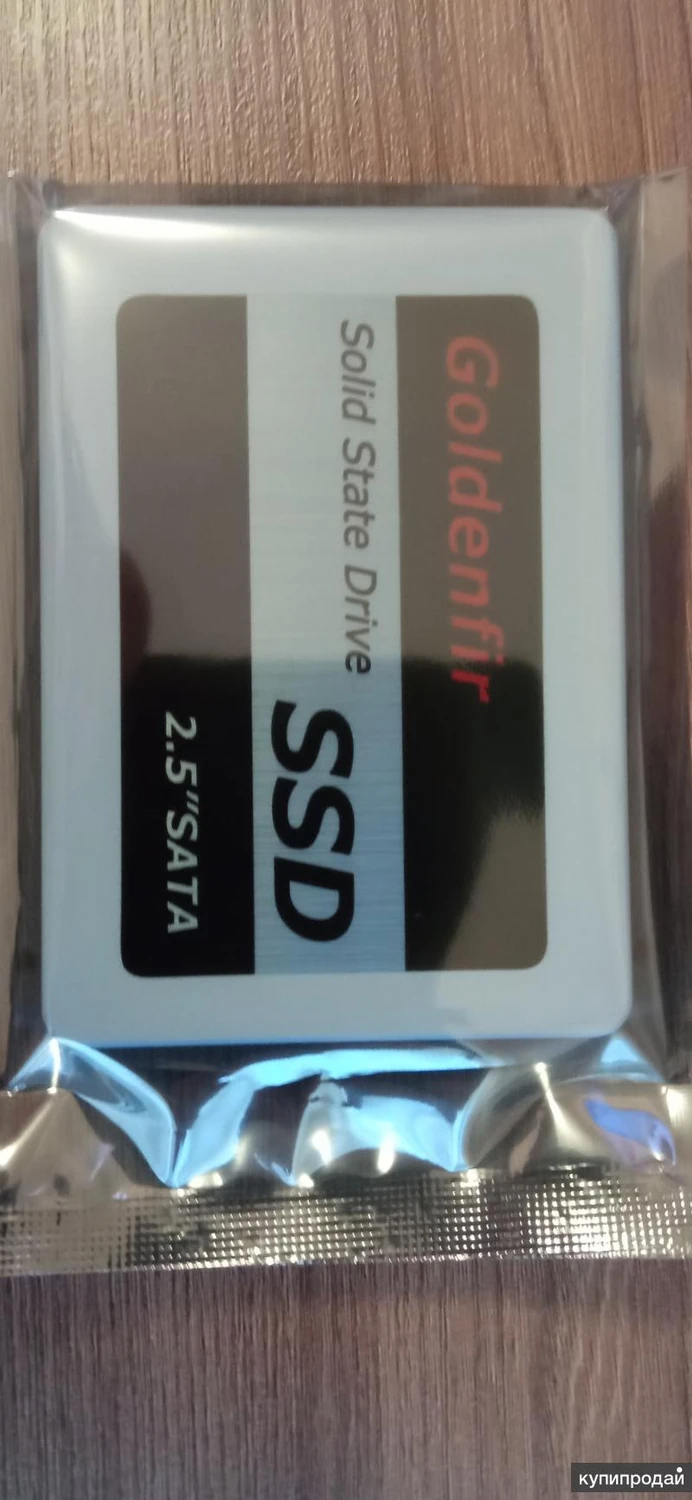 Goldenfir
Solid State Drive
SSD
2.5"SATA
купипродай